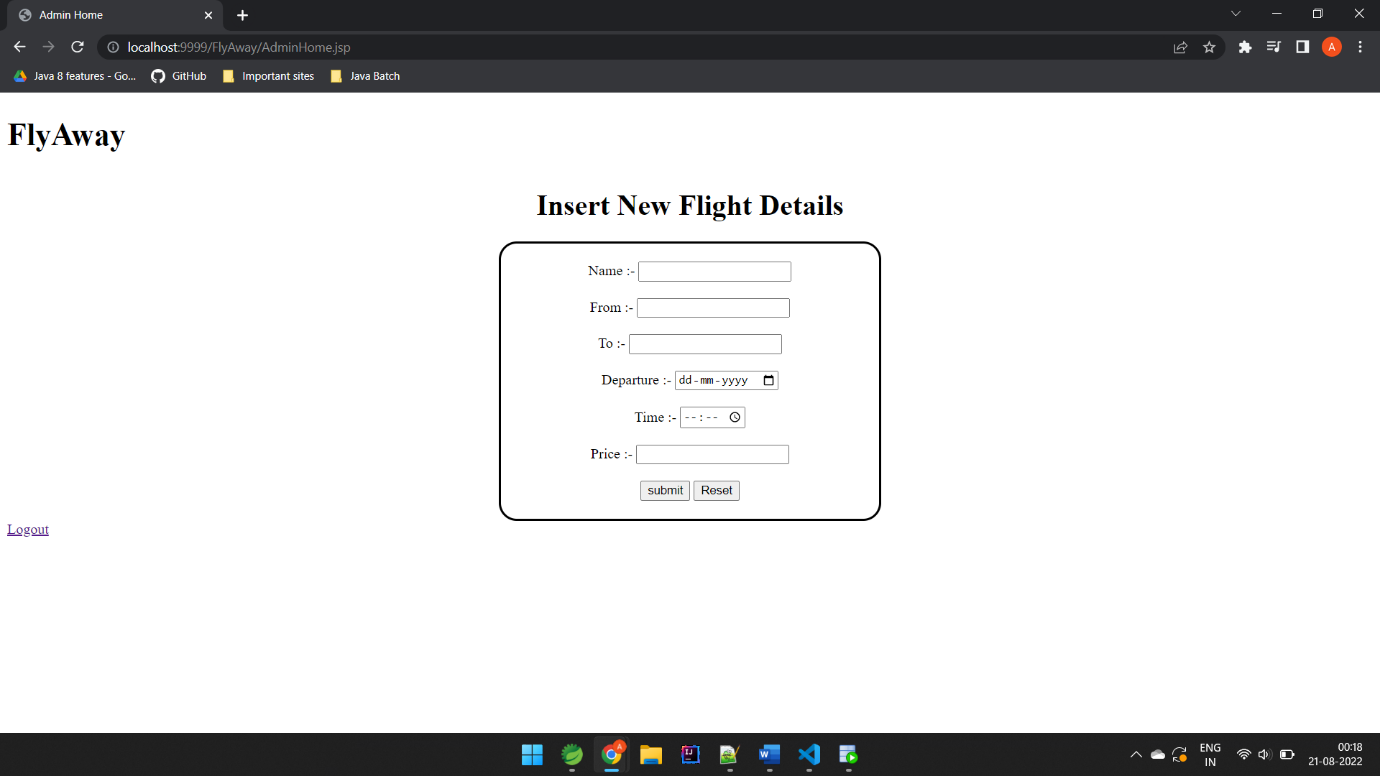 Admin Home
localhost:9999/FlyAway/AdminHome.jsp
A
Java 8 features - Go... GitHub Important sites Java Batch
FlyAway
Insert New Flight Details
Name :-
From :-
To :-
Departure :- dd-mm-yyyy
Time :- --:--
Price :-
submit Reset
Logout
ENG
IN
00:18
21-08-2022